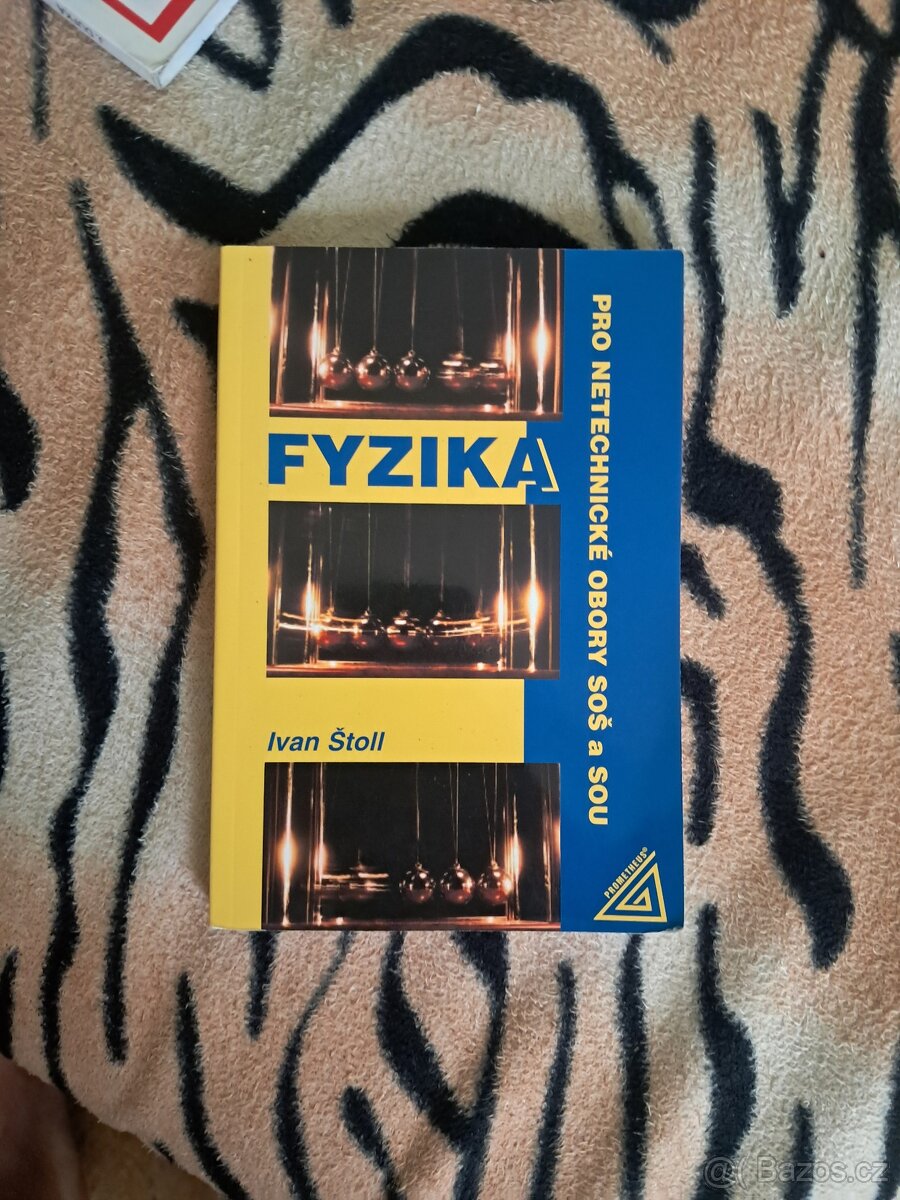 FYZIKA
PRO NETECHNICKÉ OBORY SOŠ a SOU
Ivan Štoll
PROMETHEUS®
@ Bazos.cz